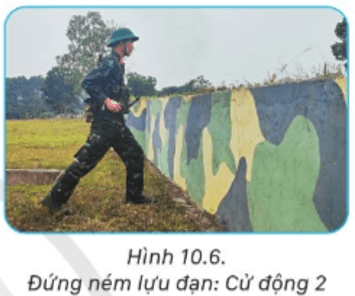 Hình 10.6.
Đứng ném lựu đạn: Cử động 2